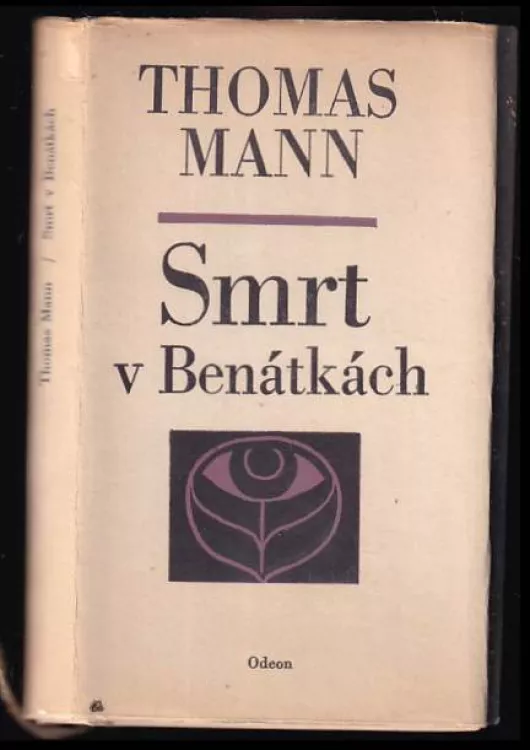 THOMAS
MANN
Smrt
v Benátkách
Odeon
Thomas Mann / Smrt v Benátkách